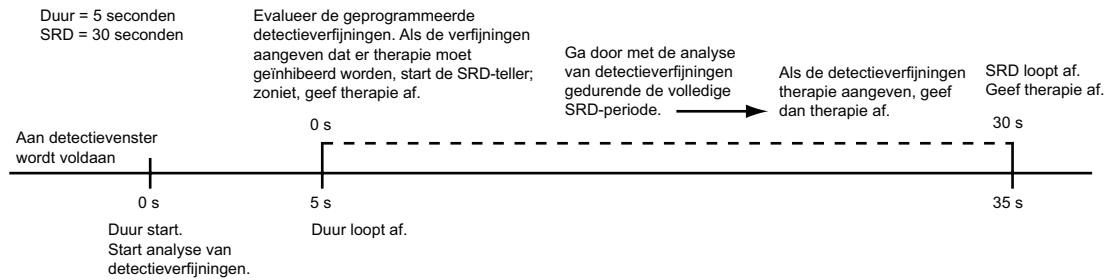 Duur = 5 seconden
SRD = 30 seconden
Evalueer de geprogrammeerde
detectieverfijningen. Als de verfijningen
aangeven dat er therapie moet
geïnhibeerd worden, start de SRD-teller;
zoniet, geef therapie af.
Ga door met de analyse
van detectieverfijningen
gedurende de volledige
SRD-periode.
Als de detectieverfijningen
therapie aangeven, geef
dan therapie af.
SRD loopt af.
Geef therapie af.
0 s
30 s
Aan detectievenster
wordt voldaan
0 s
5 s
35 s
Duur start.
Start analyse van
detectieverfijningen.
Duur loopt af.